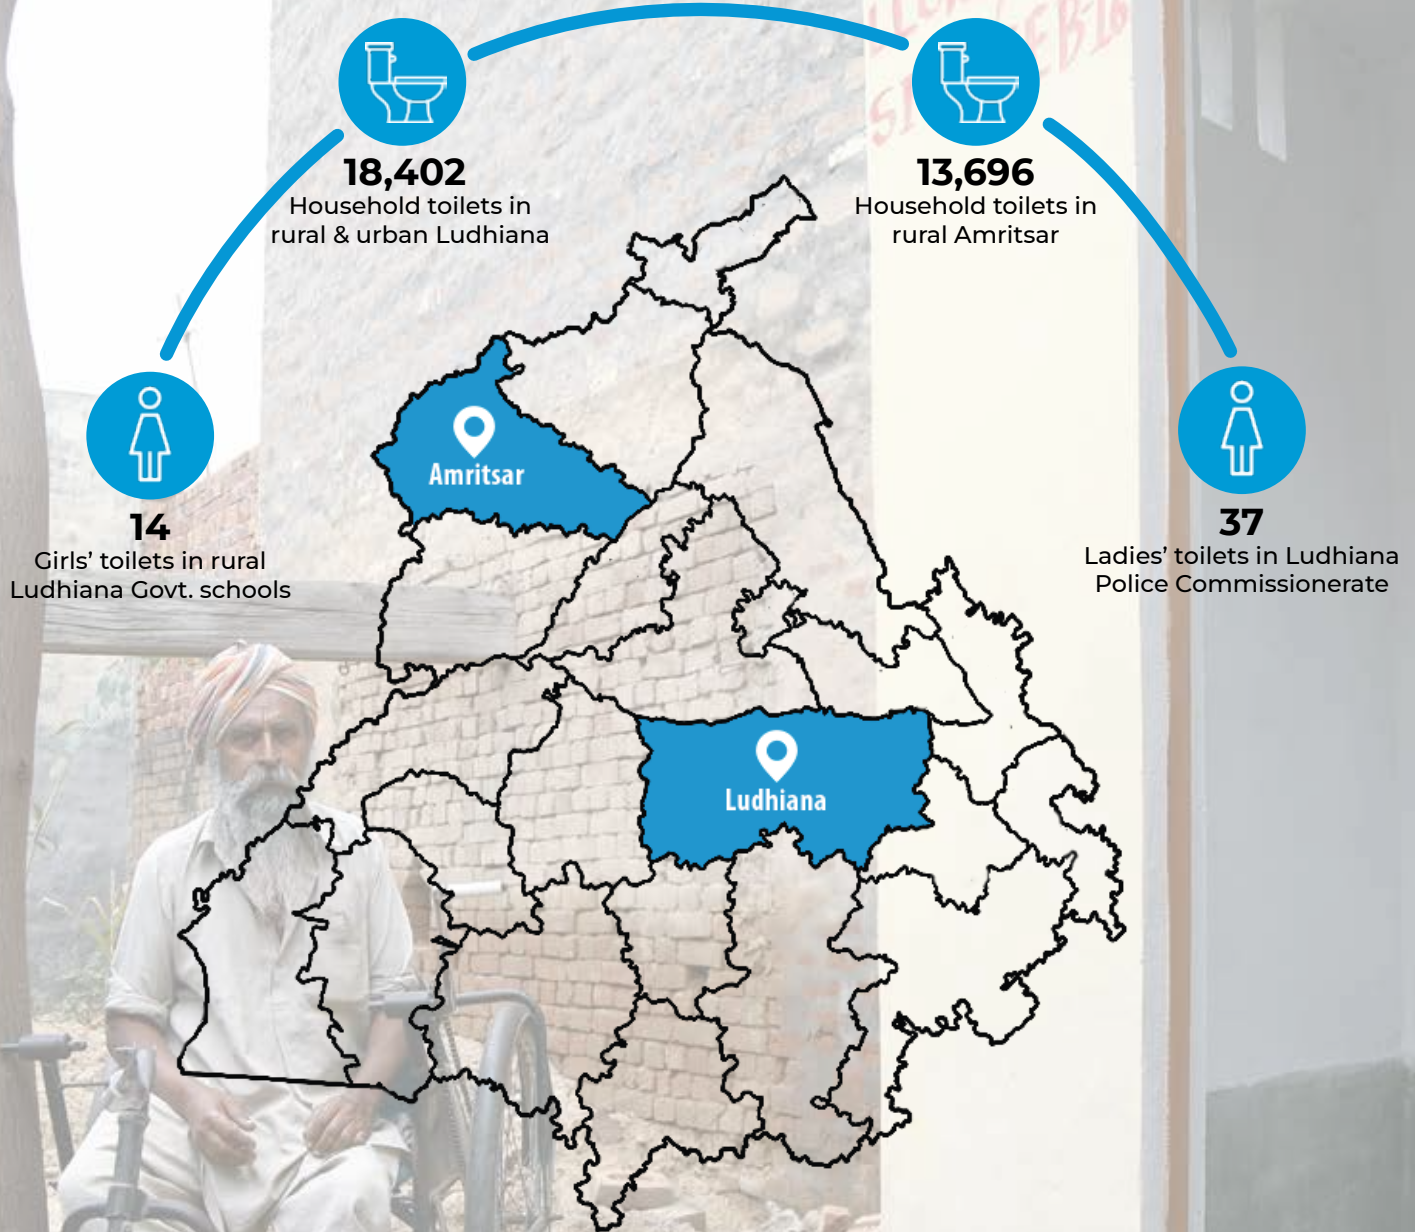 18,402
Household toilets in
rural & urban Ludhiana
13,696
Household toilets in
rural Amritsar
14
Girls’ toilets in rural
Ludhiana Govt. schools
37
Ladies’ toilets in Ludhiana
Police Commissionerate
Amritsar
Ludhiana